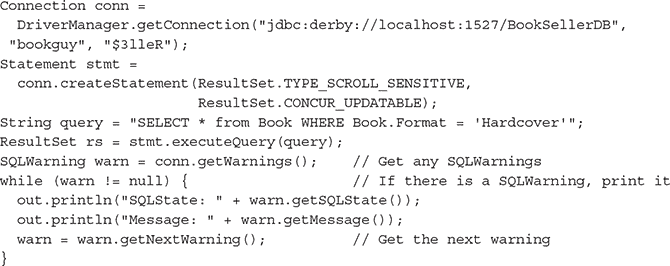 Connection conn =
  DriverManager.getConnection("jdbc:derby://localhost:1527/BookSellerDB",
 "bookguy", "$3lleR");
Statement stmt =
  conn.createStatement(ResultSet.TYPE_SCROLL_SENSITIVE,
                       ResultSet.CONCUR_UPDATABLE);
String query = "SELECT * from Book WHERE Book.Format = 'Hardcover'";
ResultSet rs = stmt.executeQuery(query);
SQLWarning warn = conn.getWarnings();    // Get any SQLWarnings
while (warn != null) {                   // If there is a SQLWarning, print it
  out.println("SQLState: " + warn.getSQLState());
  out.println("Message: " + warn.getMessage());
  warn = warn.getNextWarning();          // Get the next warning
}